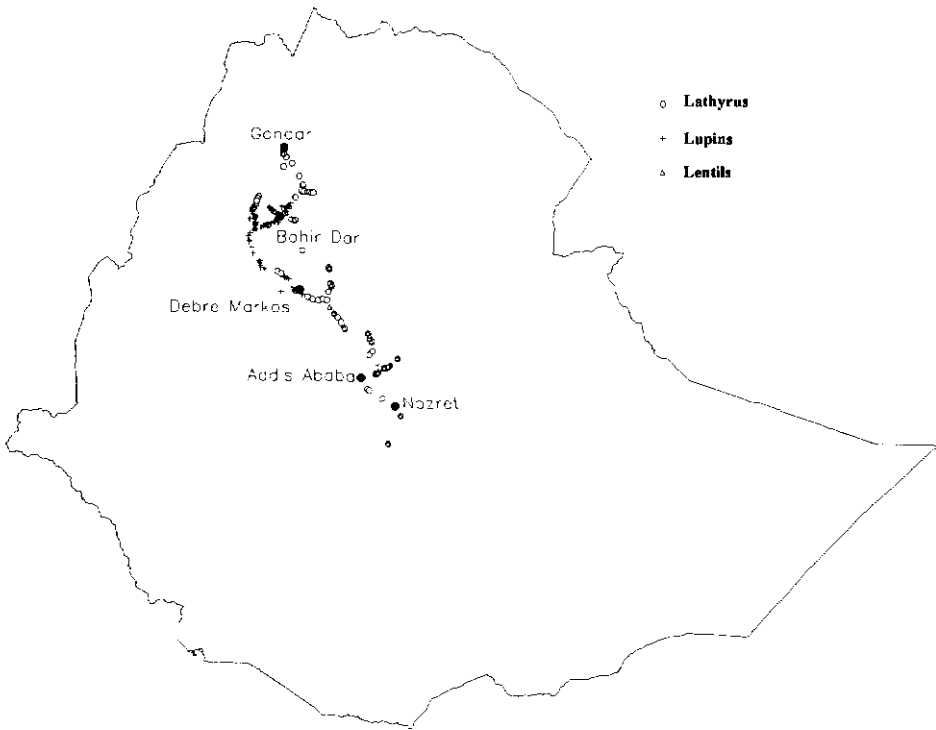 Lathyrus
Gondar
Lupins
Lentils
Bahir Dar
Debre Markos
Addis Ababa
Nazret